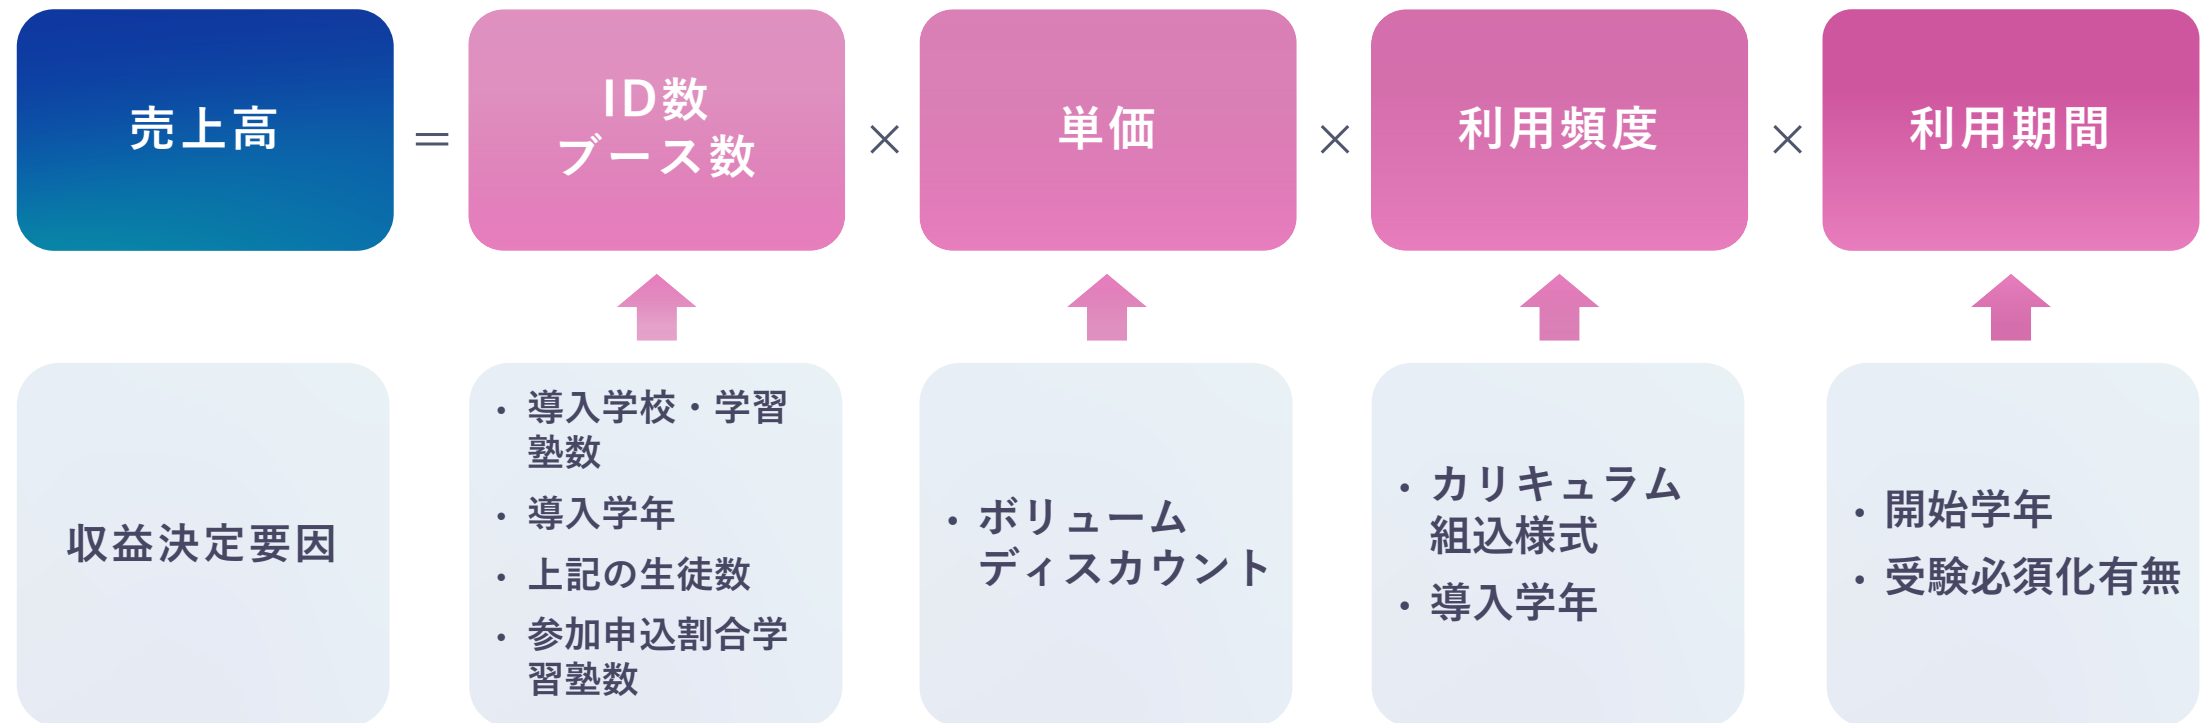 売上高
＝
ID数
ブース数
×
単価
×
利用頻度
×
利用期間
収益決定要因
・導入学校・学習
塾数
・導入学年
・上記の生徒数
・参加申込割合学
習塾数
・ボリューム
ディスカウント
・カリキュラム
組込様式
・導入学年
・開始学年
・受験必須化有無